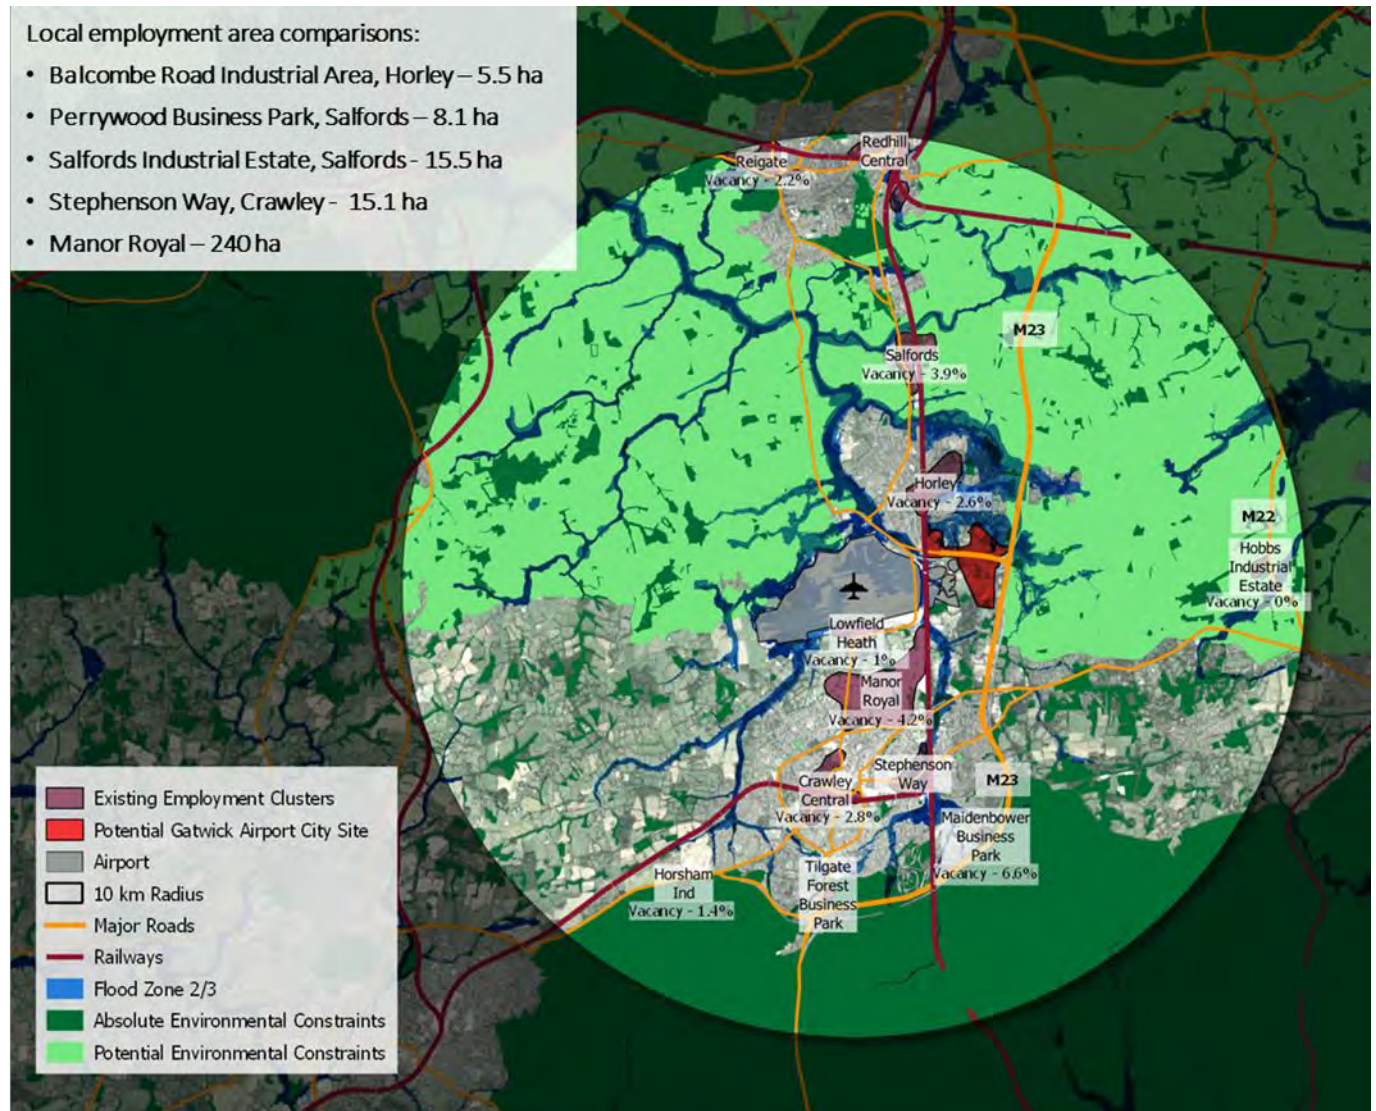 Local employment area comparisons:
• Balcombe Road Industrial Area, Horley – 5.5 ha
• Perrywood Business Park, Salfords – 8.1 ha
• Salfords Industrial Estate, Salfords - 15.5 ha
• Stephenson Way, Crawley - 15.1 ha
• Manor Royal – 240 ha
Redhill
Central
Reigate
Vacancy - 2.2%
M23
Salfords
Vacancy - 3.9%
Horley
Vacancy - 2.6%
M22
Hobbs
Industrial
Estate
Vacancy - 0%
Lowfield
Heath
Vacancy - 1%
Manor
Royal
Vacancy - 4.2%
Stephenson
Way
M23
Crawley
Central
Vacancy - 2.8%
Maidenbower
Business
Park
Vacancy - 6.6%
Horsham
Ind
Vacancy - 1.4%
Tilgate
Forest
Business
Park
Existing Employment Clusters
Potential Gatwick Airport City Site
Airport
10 km Radius
Major Roads
Railways
Flood Zone 2/3
Absolute Environmental Constraints
Potential Environmental Constraints